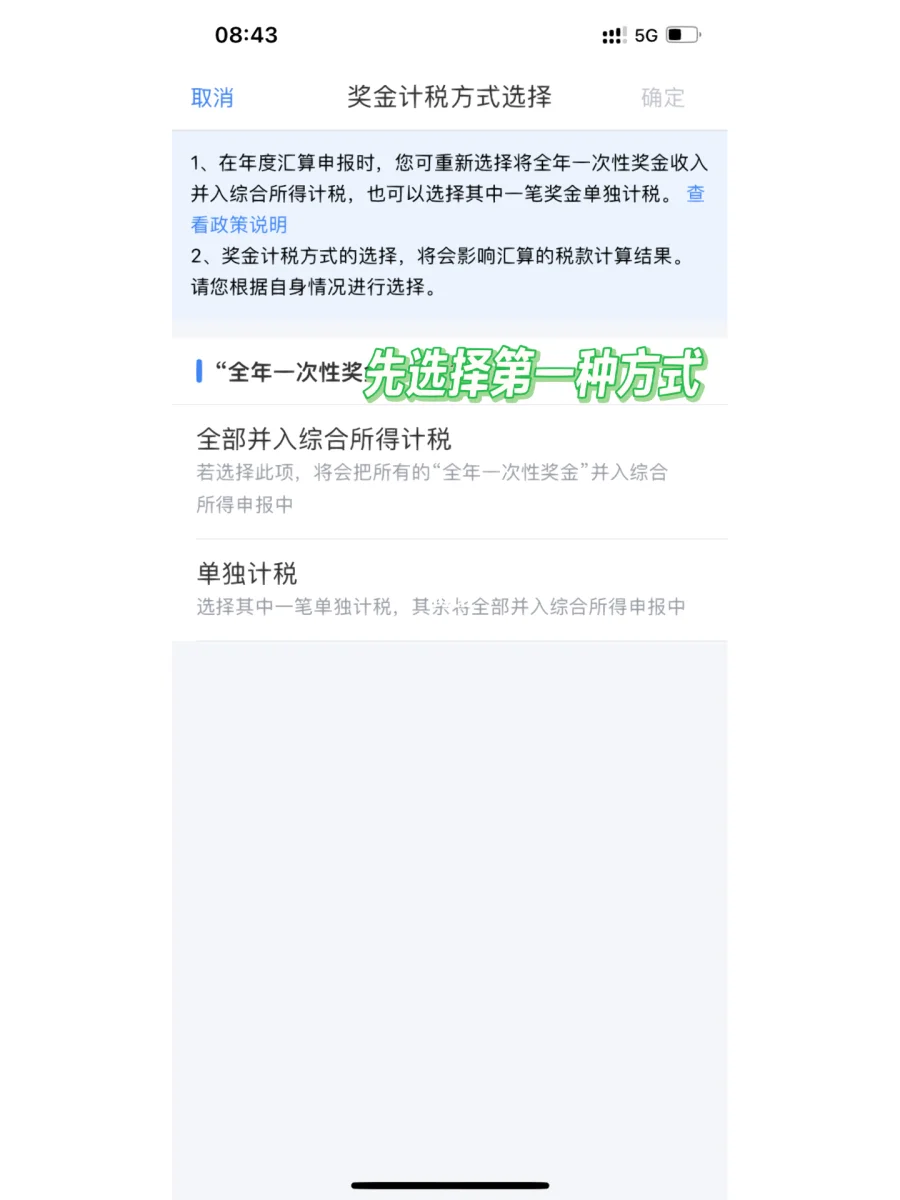 08:43
5G
取消
奖金计税方式选择
确定
1、在年度汇算申报时，您可重新选择将全年一次性奖金收入
并入综合所得计税，也可以选择其中一笔奖金单独计税。查
看政策说明
2、奖金计税方式的选择，将会影响汇算的税款计算结果。
请您根据自身情况进行选择。
“全年一次性奖
先选择第一种方式
全部并入综合所得计税
若选择此项，将会把所有的“全年一次性奖金”并入综合
所得申报中
单独计税
选择其中一笔单独计税，其余将全部并入综合所得申报中